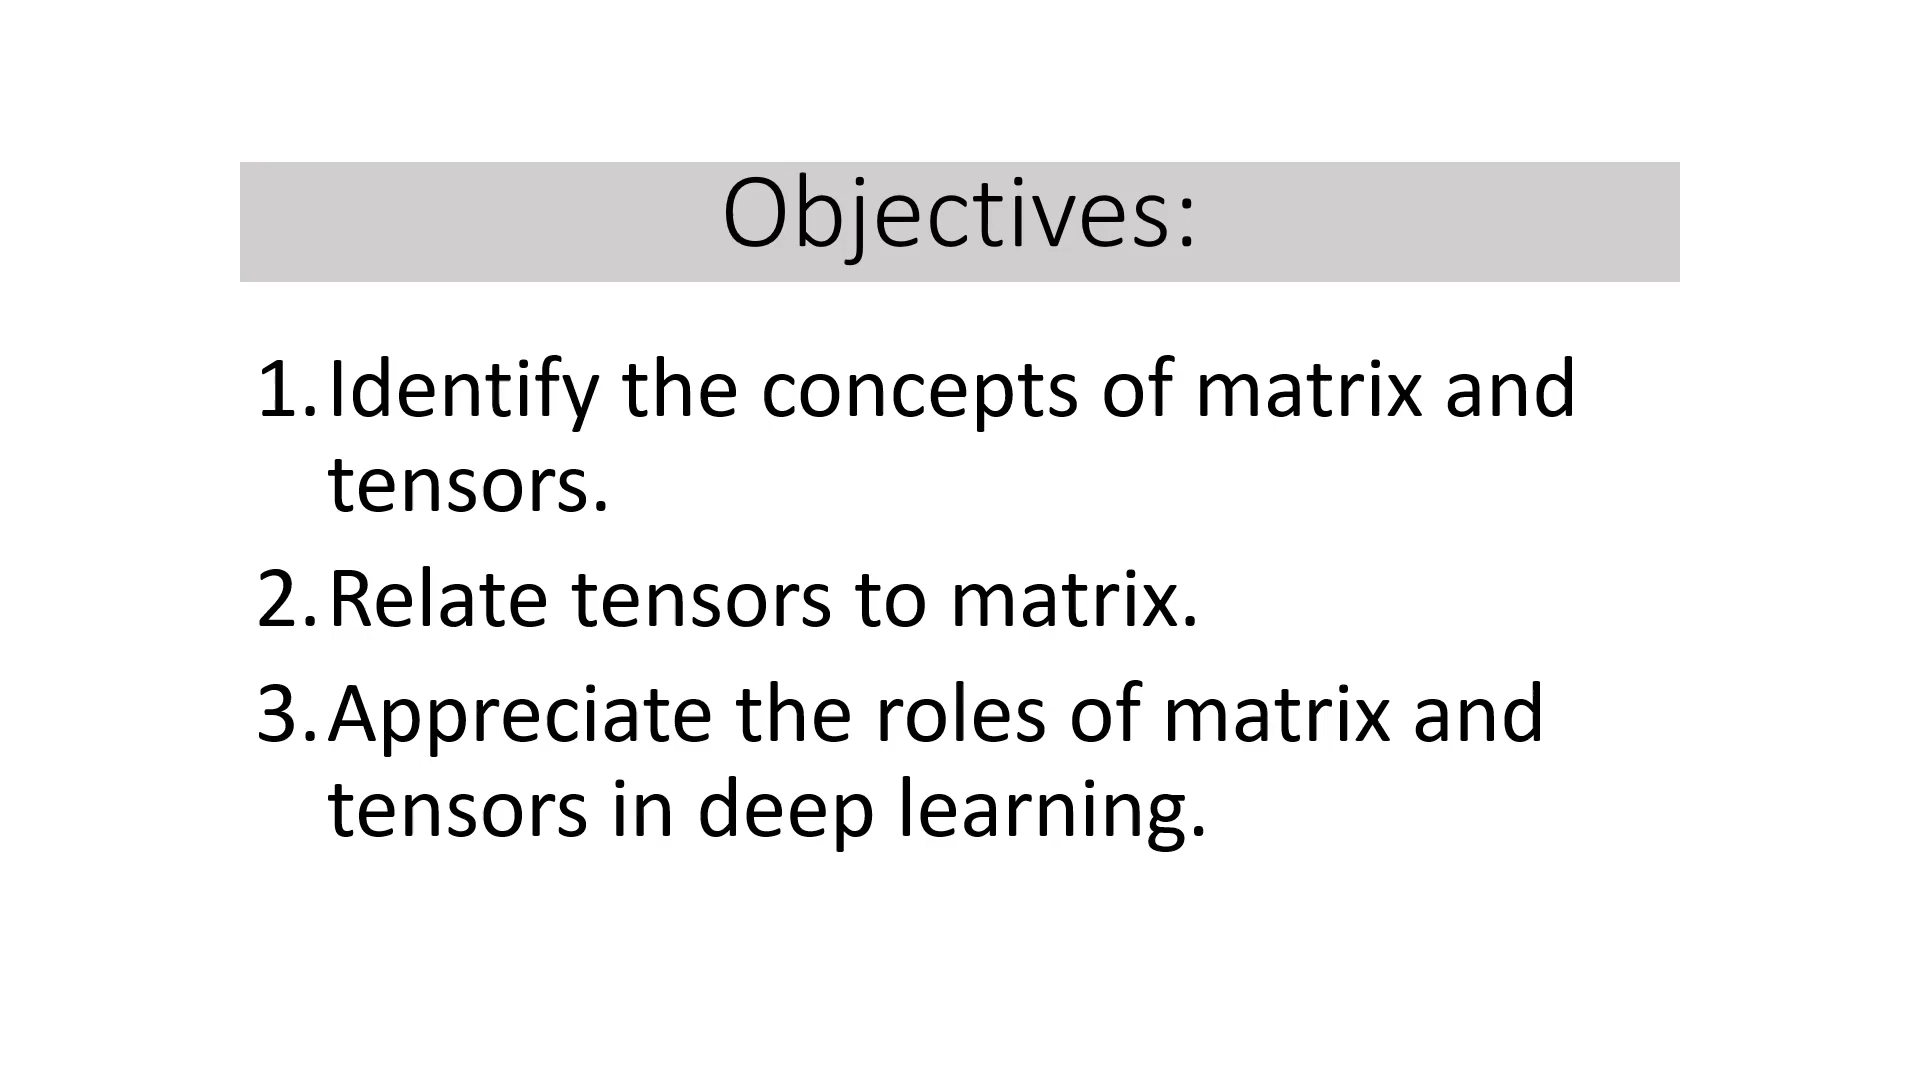 Objectives:
1. Identify the concepts of matrix and
tensors.
2. Relate tensors to matrix.
3. Appreciate the roles of matrix and
tensors in deep learning.